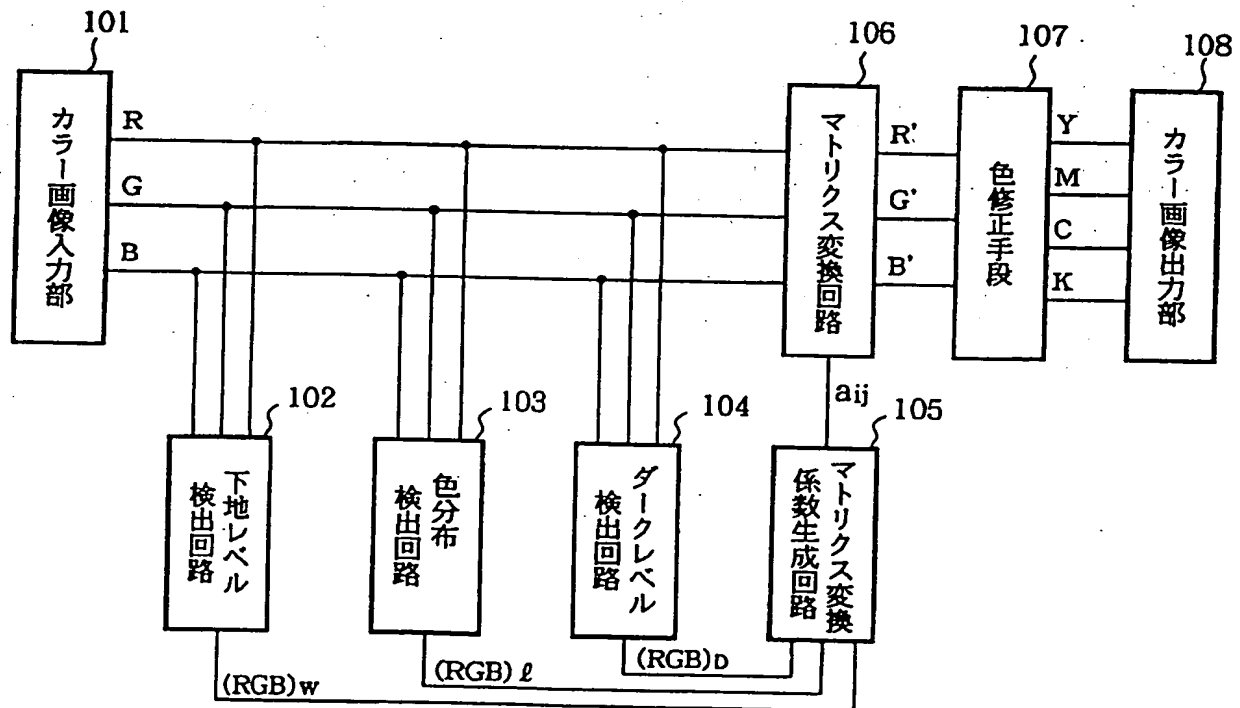 101
カラー画像入力部
R
G
B
102
下地レベル
検出回路
103
色分布
検出回路
104
ダークレベル
検出回路
105
マトリクス変換
係数生成回路
106
マトリクス変換回路
aij
R'
G'
B'
107
色修正手段
Y
M
C
K
108
カラー画像出力部
(RGB)W
(RGB)ℓ
(RGB)D